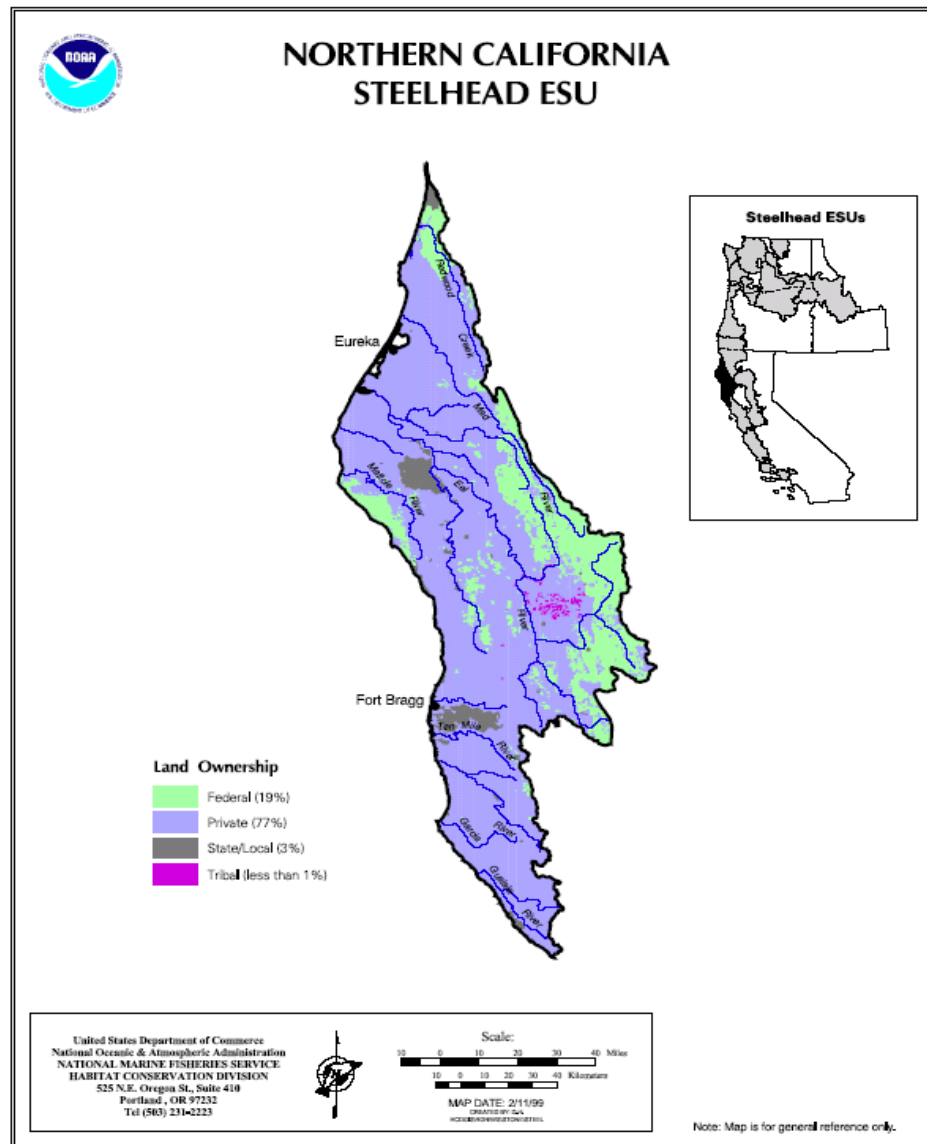 NOAA
NORTHERN CALIFORNIA
STEELHEAD ESU
Steelhead ESUs
Redwood
Creek
Eureka
Mad
River
Eel
River
Mattole
River
Fort Bragg
Ten Mile
River
Garcia
River
Gualala
River
Land Ownership
Federal (19%)
Private (77%)
State/Local (3%)
Tribal (less than 1%)
United States Department of Commerce
National Oceanic & Atmospheric Administration
NATIONAL MARINE FISHERIES SERVICE
HABITAT CONSERVATION DIVISION
525 N.E. Oregon St., Suite 410
Portland , OR 97232
Tel (503) 231-2223
Scale:
10 0 10 20 30 40 Miles
10 0 10 20 30 40 Kilometers
MAP DATE: 2/11/99
Note: Map is for general reference only.